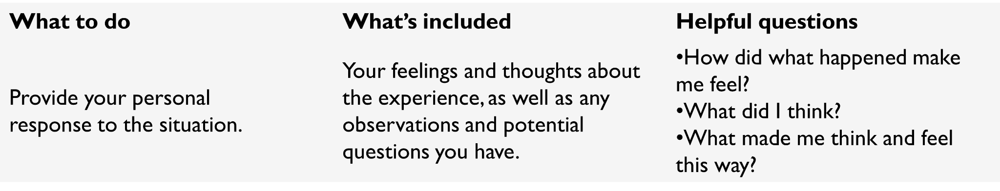 What to do
Provide your personal
response to the situation.
What’s included
Your feelings and thoughts about
the experience, as well as any
observations and potential
questions you have.
Helpful questions
•How did what happened make
me feel?
•What did I think?
•What made me think and feel
this way?